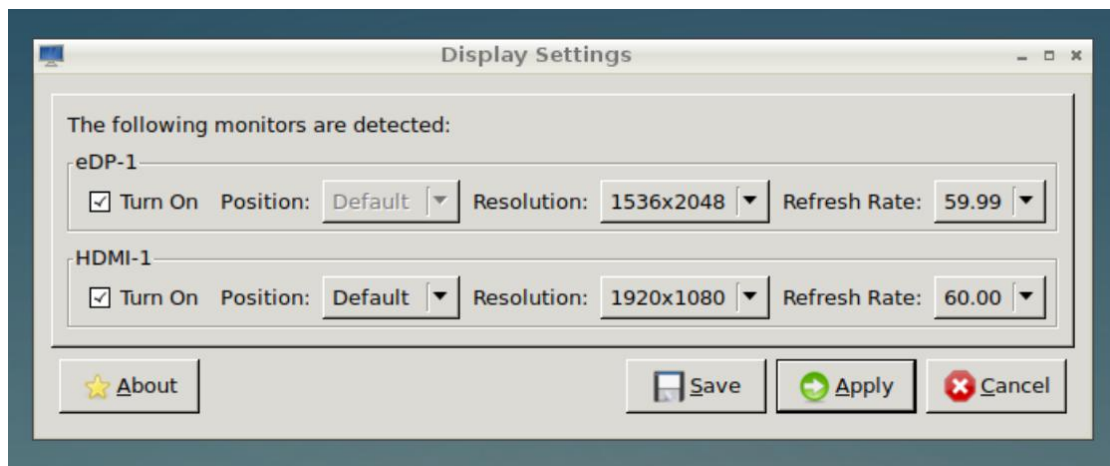 Display Settings
The following monitors are detected:
eDP-1
Turn On Position: Default Resolution: 1536x2048 Refresh Rate: 59.99
HDMI-1
Turn On Position: Default Resolution: 1920x1080 Refresh Rate: 60.00
About Save Apply Cancel